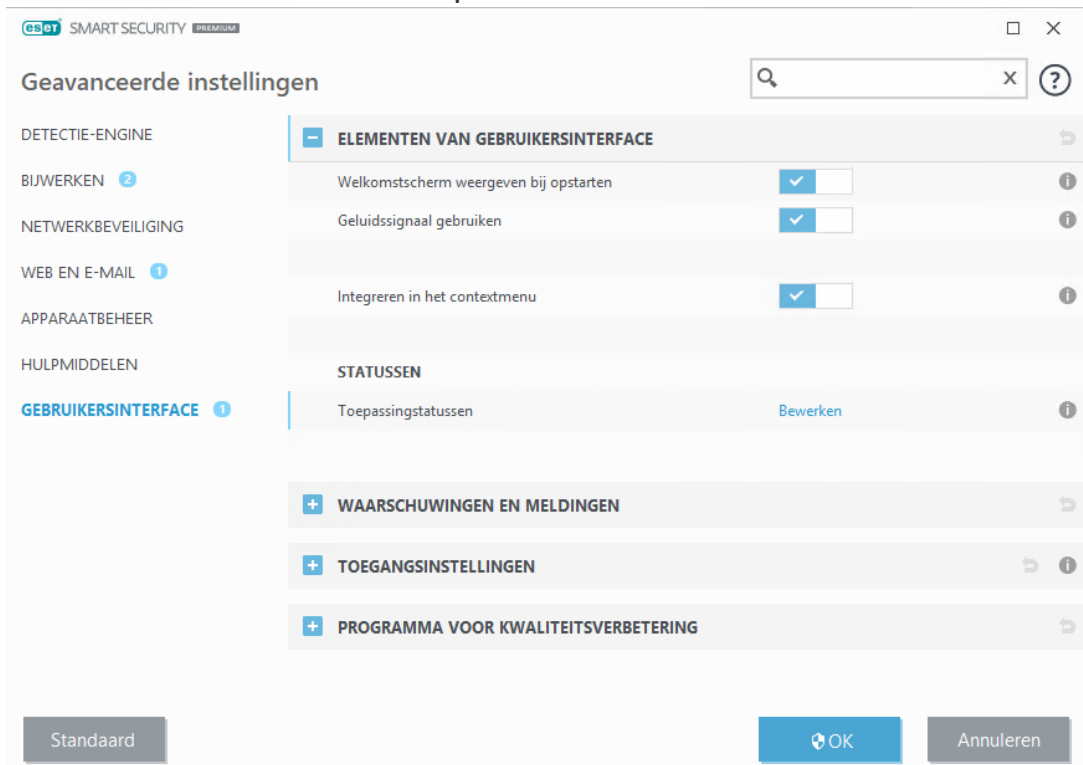 eset SMART SECURITY PREMIUM
Geavanceerde instellingen
x
?
DETECTIE-ENGINE
BIJWERKEN 2
NETWERKBEVEILIGING
WEB EN E-MAIL 1
APPARAATBEHEER
HULPMIDDELEN
GEBRUIKERSINTERFACE 1
ELEMENTEN VAN GEBRUIKERSINTERFACE
Welkomstscherm weergeven bij opstarten
Geluidssignaal gebruiken
Integreren in het contextmenu
STATUSSEN
Toepassingstatussen Bewerken
WAARSCHUWINGEN EN MELDINGEN
TOEGANGSINSTELLINGEN
PROGRAMMA VOOR KWALITEITSVERBETERING
Standaard
OK
Annuleren